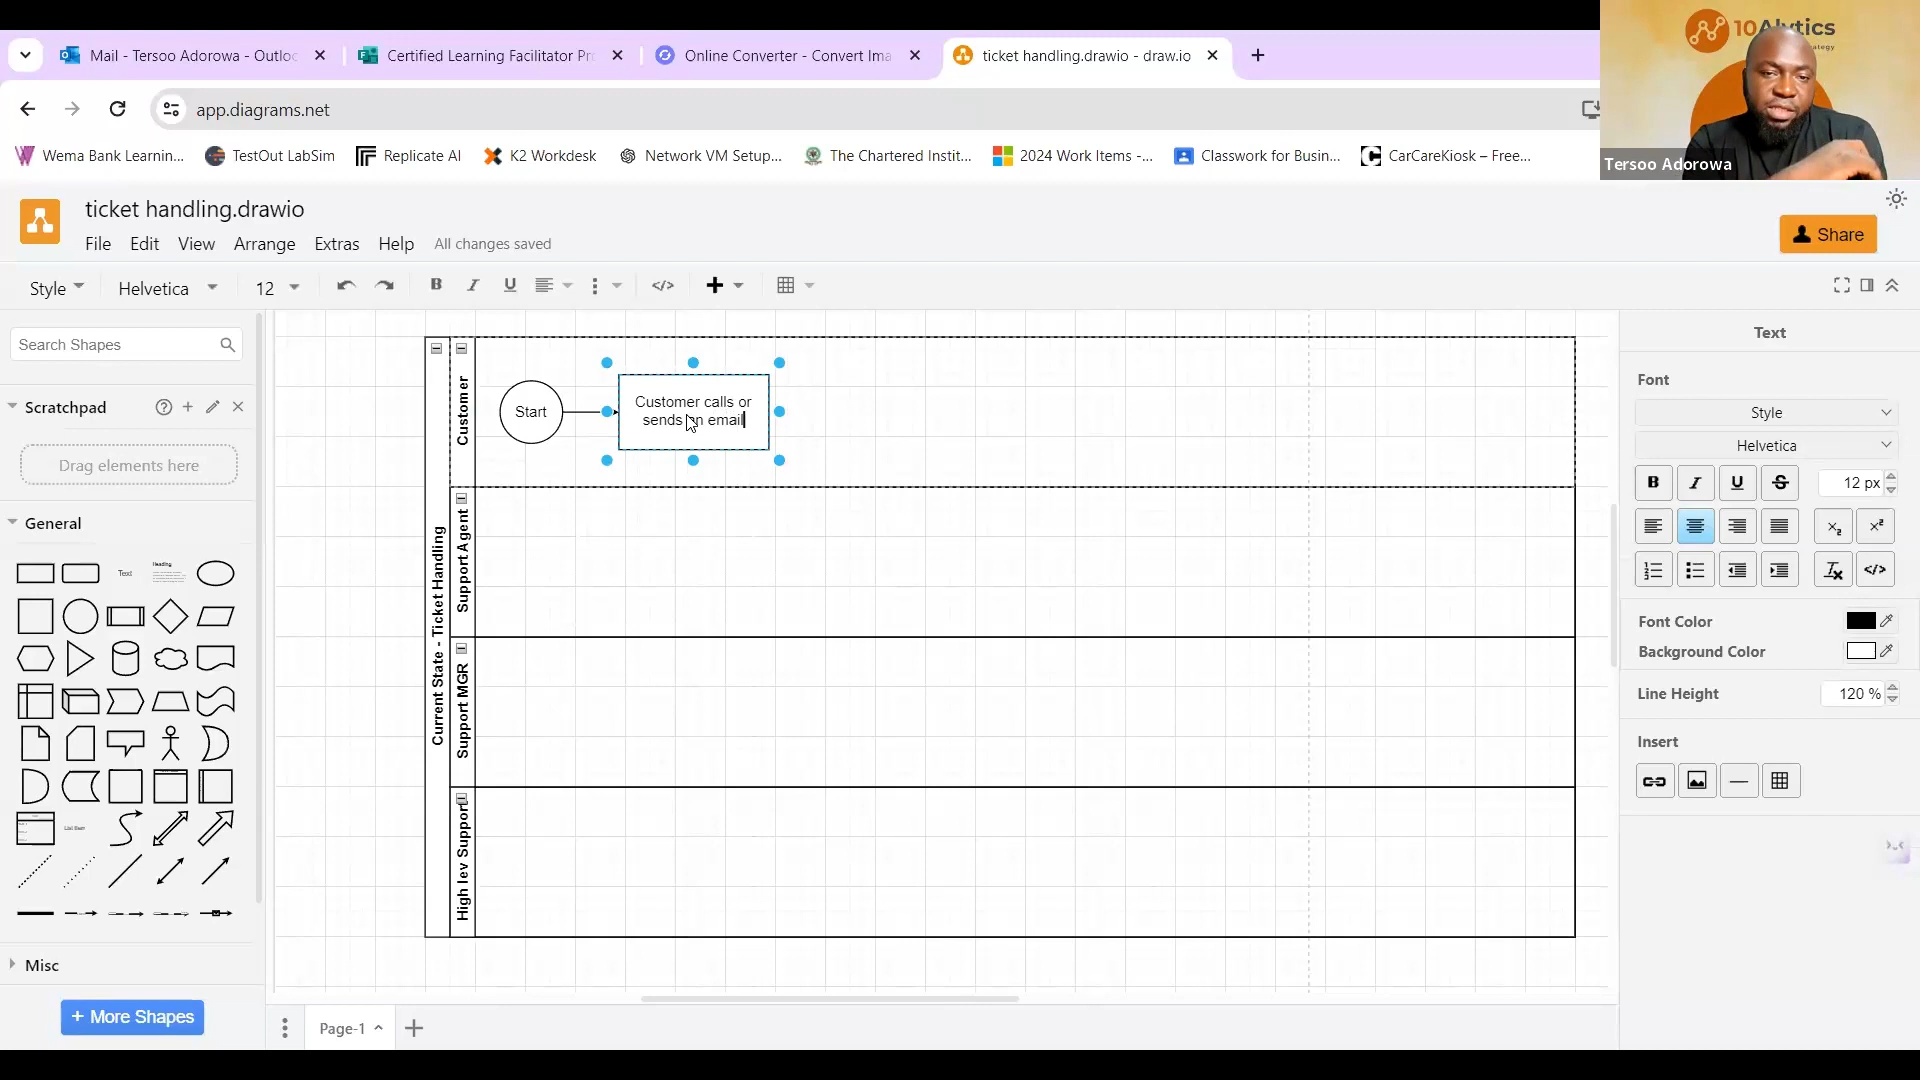 Mail - Tersoo Adorowa - Outloo
Certified Learning Facilitator Pr
Online Converter - Convert Ima
ticket handling.drawio - draw.io
10Alytics
app.diagrams.net
Wema Bank Learnin...
TestOut LabSim
Replicate AI
K2 Workdesk
Network VM Setup...
The Chartered Instit...
2024 Work Items -...
Classwork for Busin...
CarCareKiosk – Free...
Tersoo Adorowa
ticket handling.drawio
File
Edit
View
Arrange
Extras
Help
All changes saved
Share
Style
Helvetica
12
B
I
U
</>
Search Shapes
Scratchpad
Drag elements here
General
Text
Heading
Misc
+ More Shapes
Current State - Ticket Handling
Customer
Start
Customer calls or
sends an email
Support Agent
Support MGR
High lev Support
Page-1
Text
Font
Style
Helvetica
B
I
U
S
12 px
</>
Font Color
Background Color
Line Height
120 %
Insert